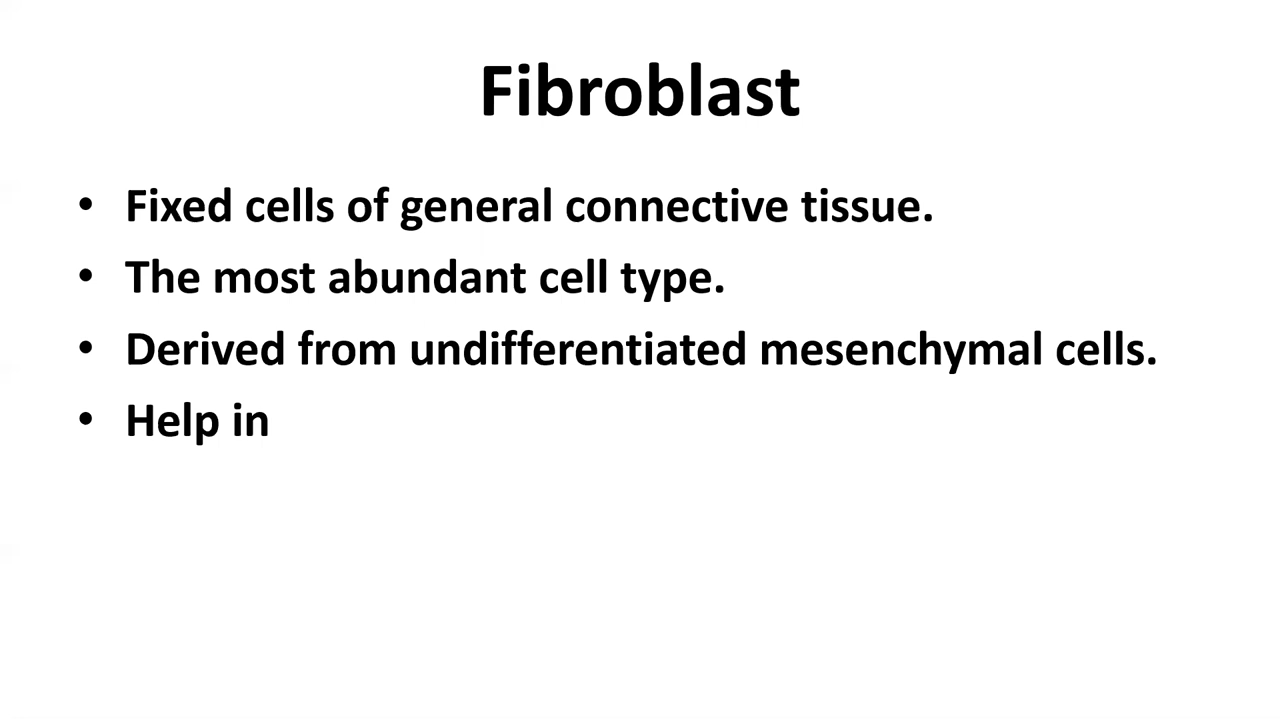 Fibroblast
• Fixed cells of general connective tissue.
• The most abundant cell type.
• Derived from undifferentiated mesenchymal cells.
• Help in